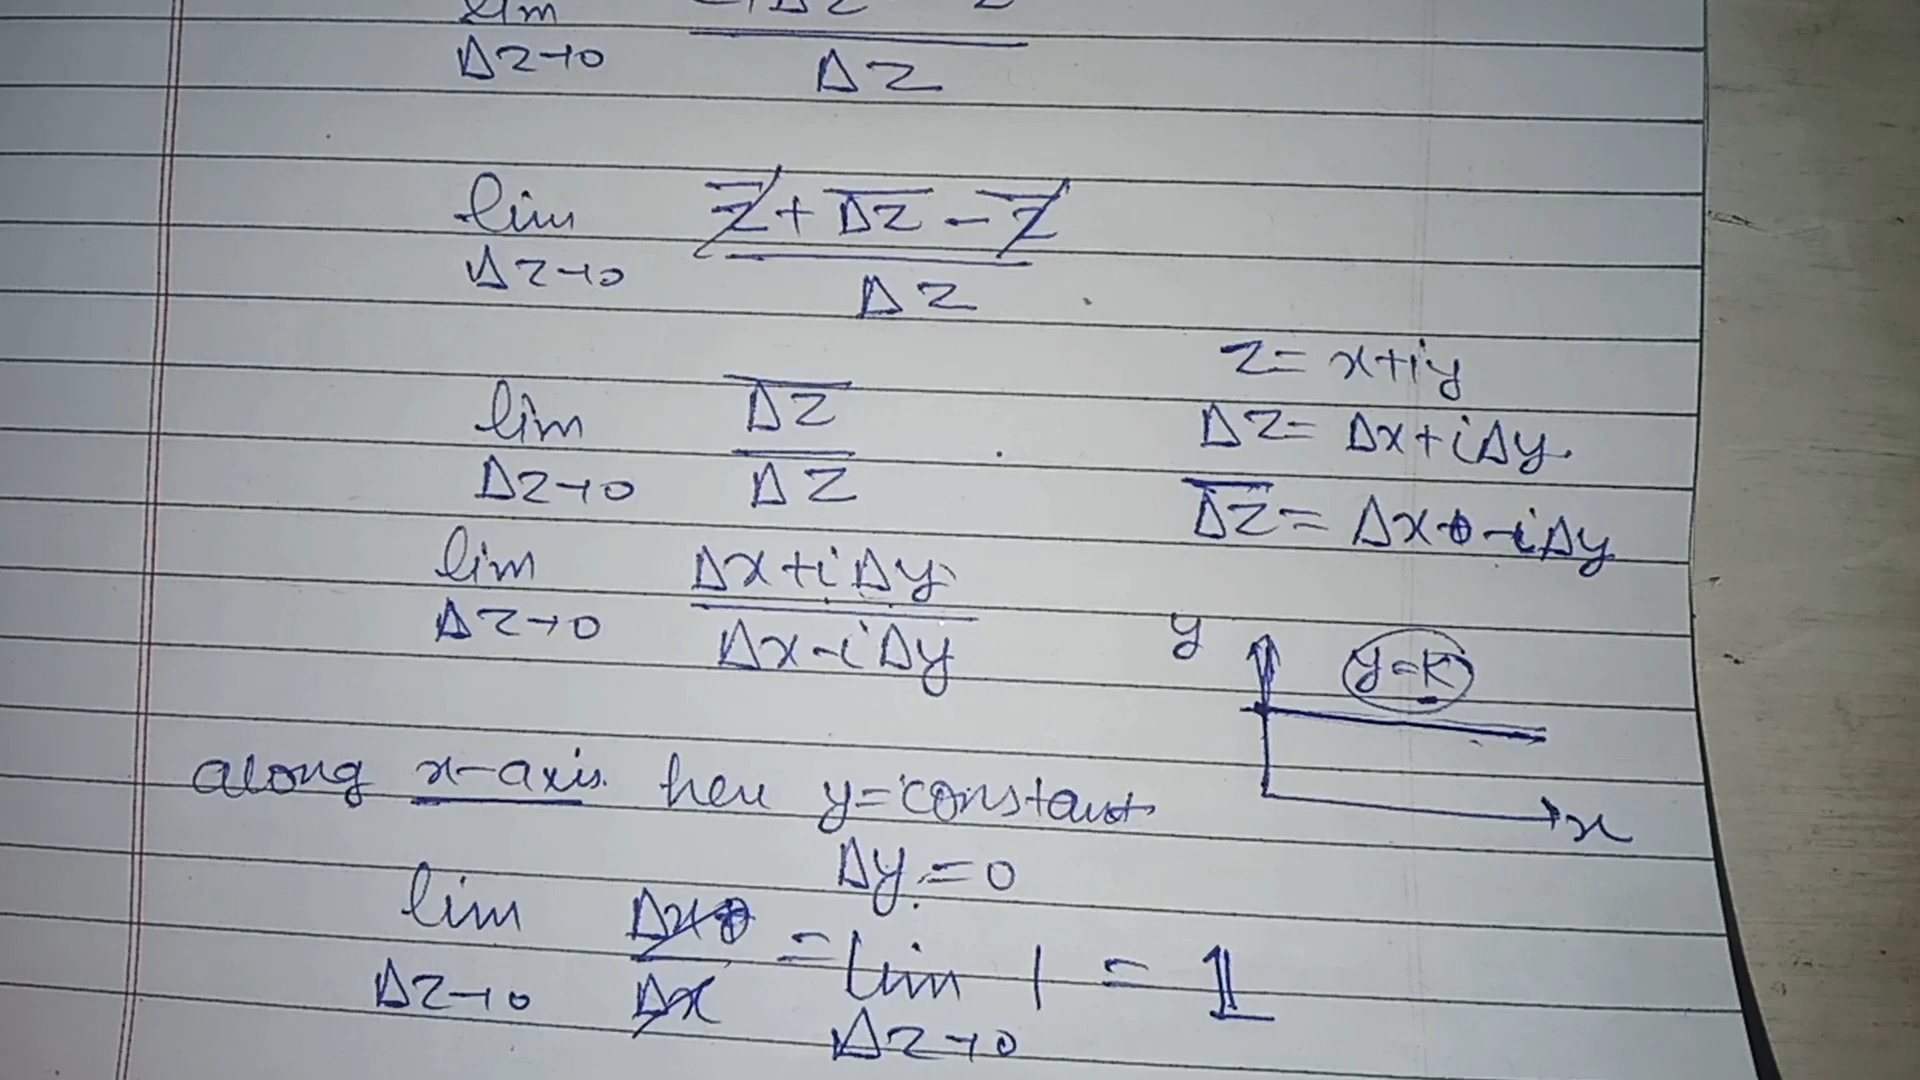 lim
Δz→0
Δz
lim z̅ + Δz̅ - z̅
Δz→0 Δz
z = x+iy
lim Δz̅
Δz→0 Δz
Δz = Δx+iΔy.
Δz̅ = Δx - iΔy
lim Δx+iΔy
Δz→0 Δx-iΔy
y
y=K
x
along x-axis. here y=constant
Δy=0
lim Δx
Δz→0 Δx
= lim 1 = 1
Δz→0